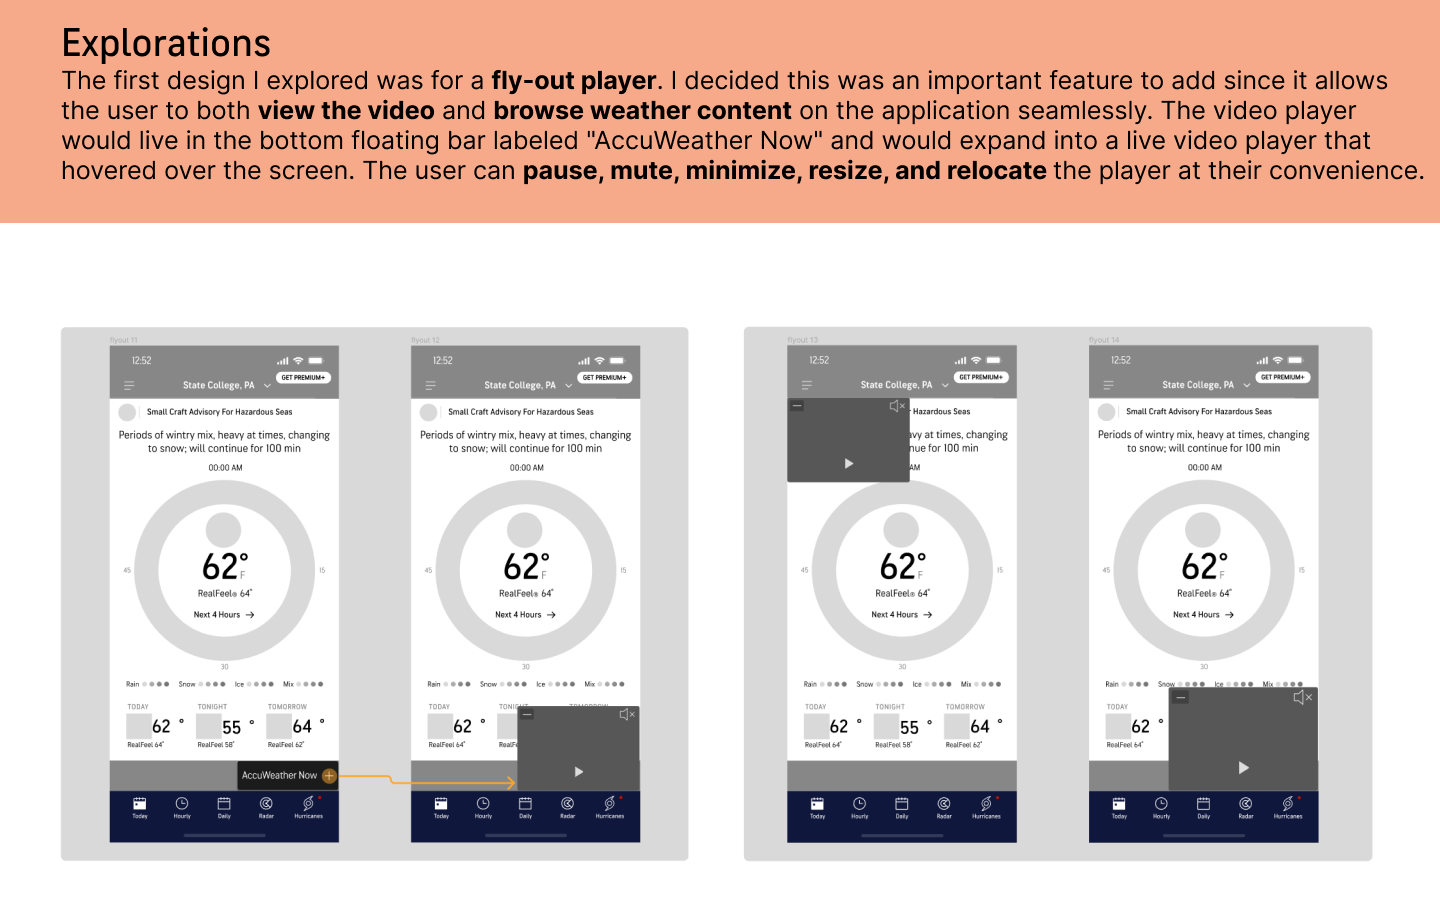 Explorations
The first design I explored was for a fly-out player. I decided this was an important feature to add since it allows
the user to both view the video and browse weather content on the application seamlessly. The video player
would live in the bottom floating bar labeled "AccuWeather Now" and would expand into a live video player that
hovered over the screen. The user can pause, mute, minimize, resize, and relocate the player at their convenience.
flyout 11
12:52
GET PREMIUM+
State College, PA
Small Craft Advisory For Hazardous Seas
Periods of wintry mix, heavy at times, changing
to snow; will continue for 100 min
00:00 AM
45
15
62°
F
RealFeel® 64°
Next 4 Hours →
30
Rain Snow Ice Mix
TODAY TONIGHT TOMORROW
62 ° 55 ° 64 °
RealFeel 64° RealFeel 58° RealFeel 62°
AccuWeather Now +
Today Hourly Daily Radar Hurricanes
flyout 12
12:52
GET PREMIUM+
State College, PA
Small Craft Advisory For Hazardous Seas
Periods of wintry mix, heavy at times, changing
to snow; will continue for 100 min
00:00 AM
45
15
62°
F
RealFeel® 64°
Next 4 Hours →
30
Rain Snow Ice Mix
TODAY TONIGHT TOMORROW
62 °
RealFeel 64° RealF
Today Hourly Daily Radar Hurricanes
flyout 13
12:52
GET PREMIUM+
State College, PA
Hazardous Seas
avy at times, changing
for 100 min
AM
45
15
62°
F
RealFeel® 64°
Next 4 Hours →
30
Rain Snow Ice Mix
TODAY TONIGHT TOMORROW
62 ° 55 ° 64 °
RealFeel 64° RealFeel 58° RealFeel 62°
Today Hourly Daily Radar Hurricanes
flyout 14
12:52
GET PREMIUM+
State College, PA
Small Craft Advisory For Hazardous Seas
Periods of wintry mix, heavy at times, changing
to snow; will continue for 100 min
00:00 AM
45
15
62°
F
RealFeel® 64°
Next 4 Hours →
30
Rain Snow Ice Mix
TODAY
62 °
RealFeel 64°
Today Hourly Daily Radar Hurricanes